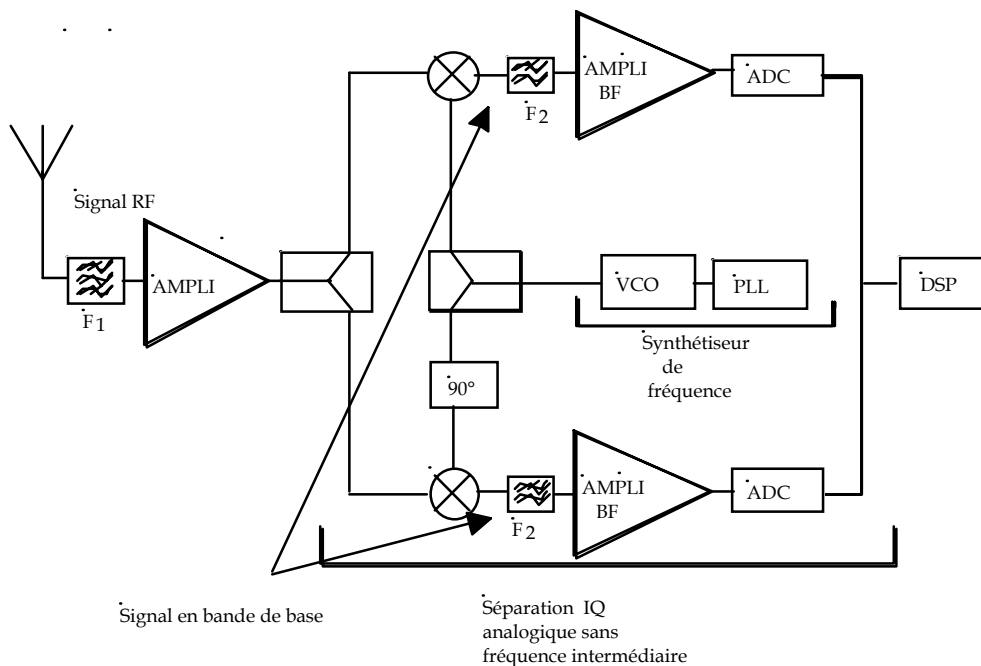 AMPLI
BF
ADC
F2
Signal RF
AMPLI
F1
VCO
PLL
DSP
Synthétiseur
de
fréquence
90°
AMPLI
BF
ADC
F2
Signal en bande de base
Séparation IQ
analogique sans
fréquence intermédiaire